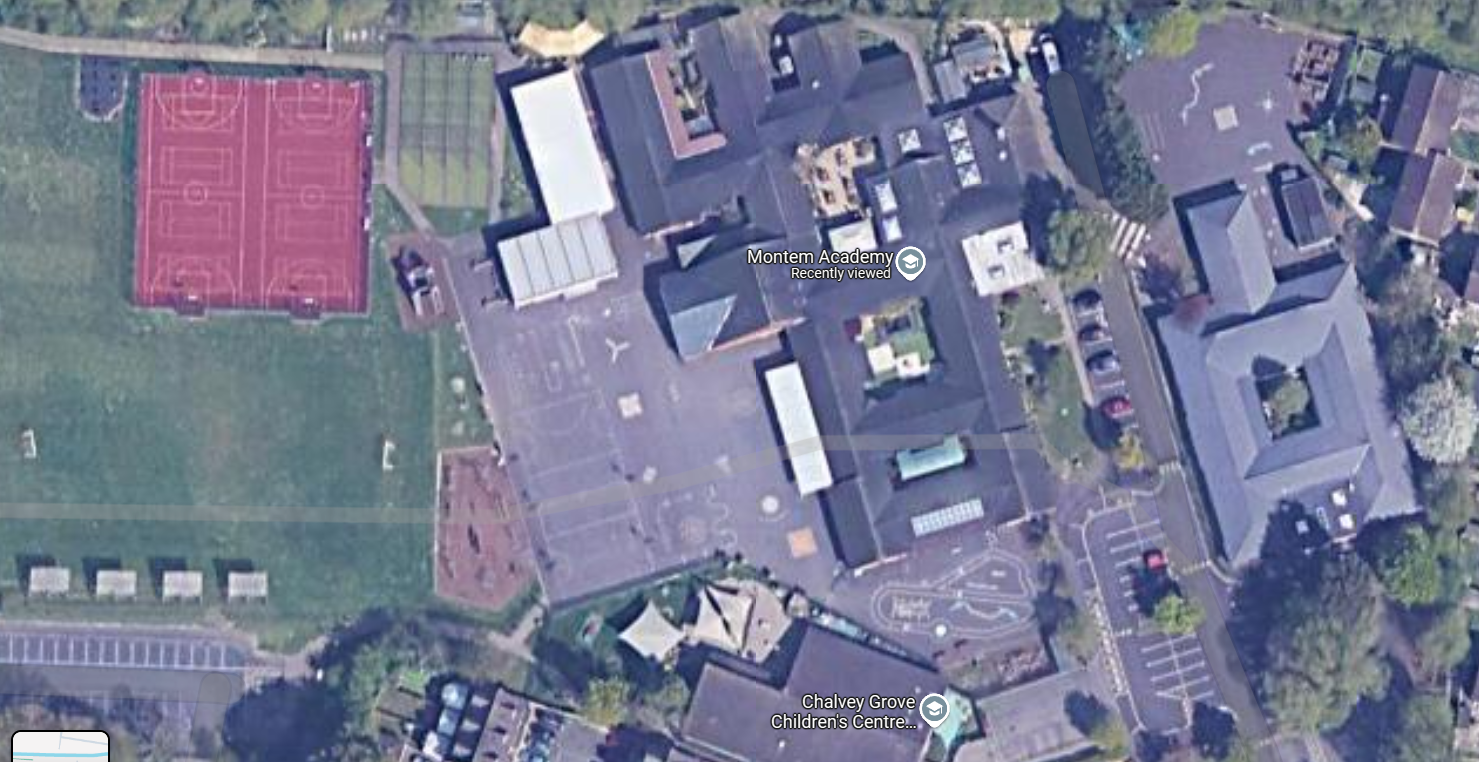 Montem Academy
Recently viewed
Chalvey Grove
Children's Centre...